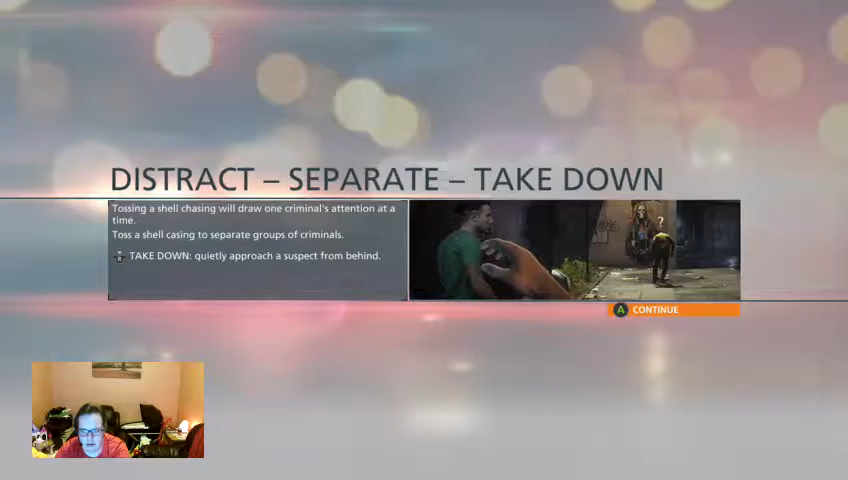 DISTRACT – SEPARATE – TAKE DOWN
Tossing a shell chasing will draw one criminal's attention at a
time.
Toss a shell casing to separate groups of criminals.
R TAKE DOWN: quietly approach a suspect from behind.
?
A CONTINUE